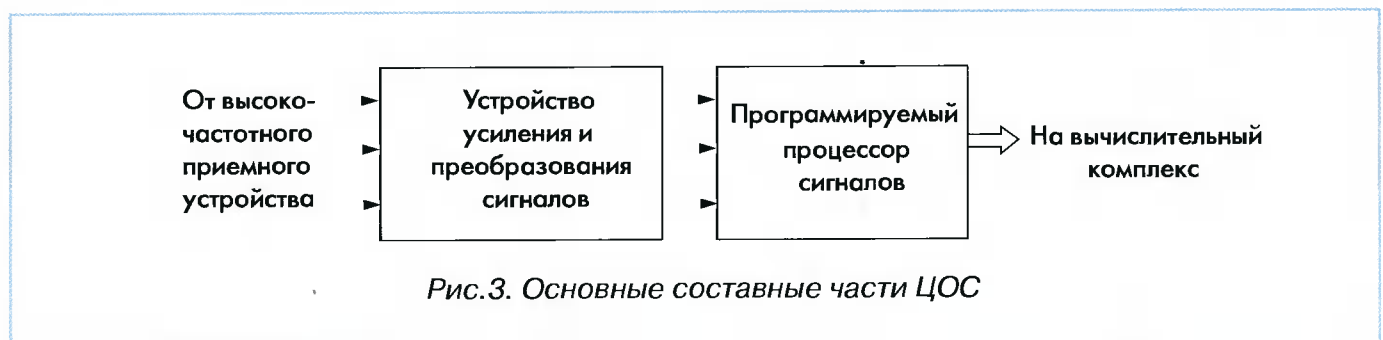 От высоко-
частотного
приемного
устройства
Устройство
усиления и
преобразования
сигналов
Программируемый
процессор
сигналов
На вычислительный
комплекс
Рис.3. Основные составные части ЦОС